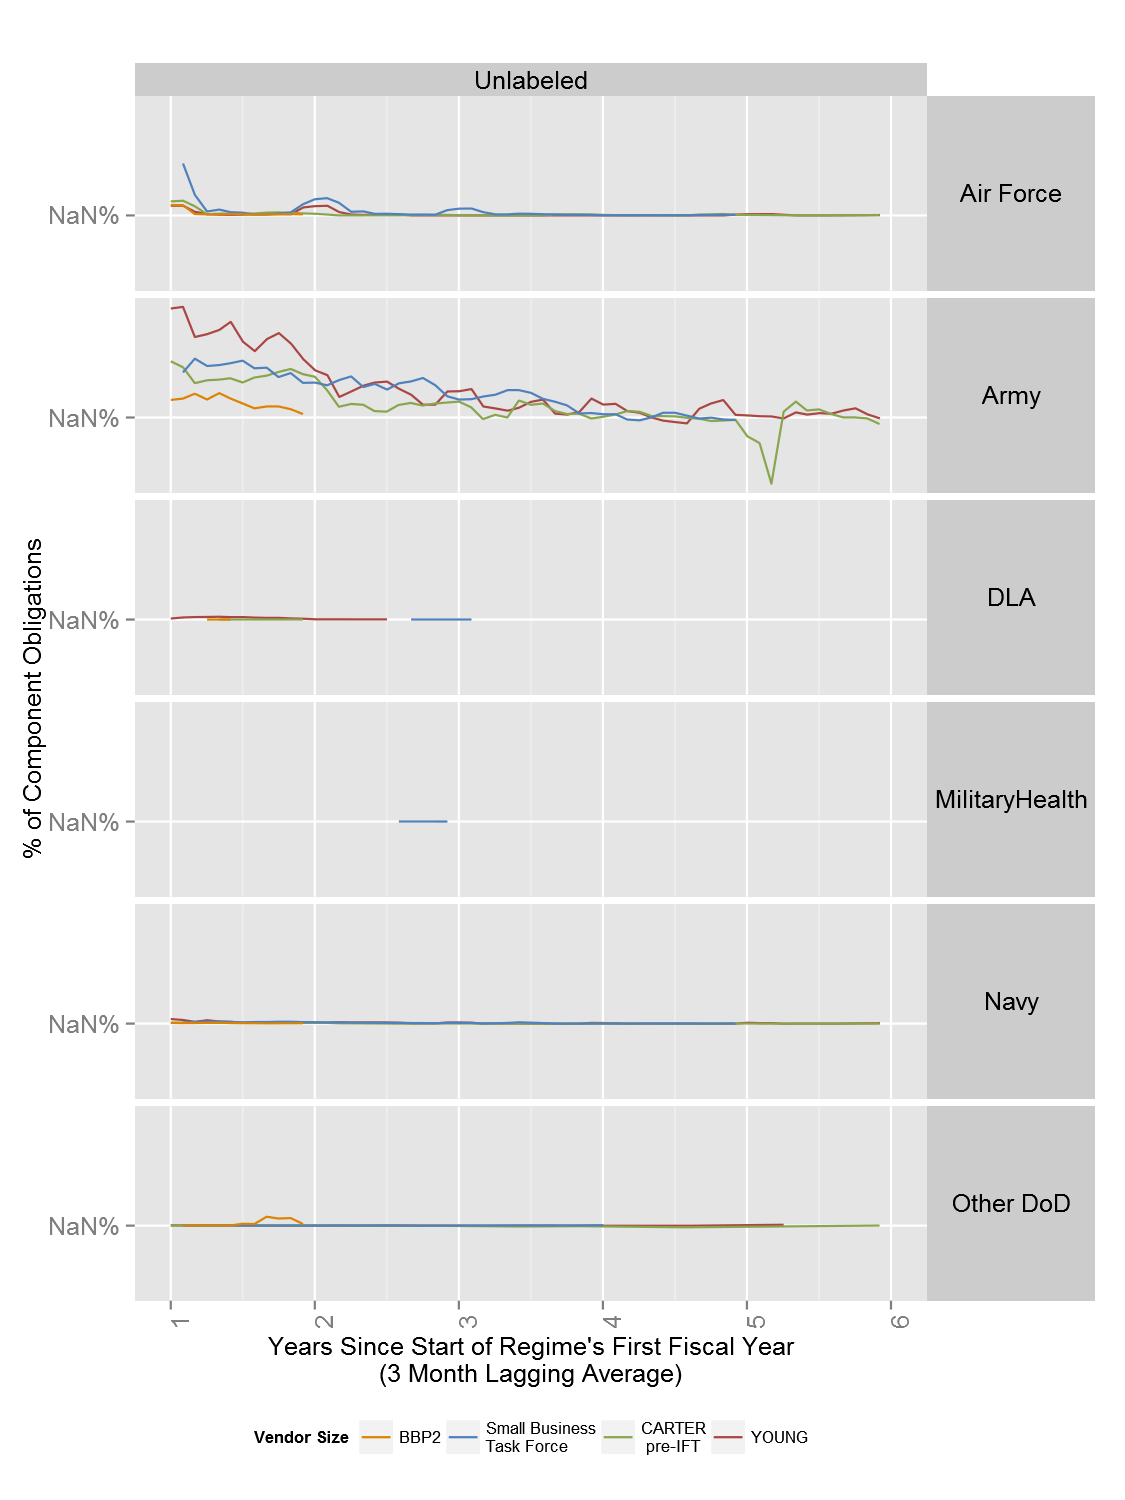 Unlabeled
NaN%
Air Force
NaN%
Army
NaN%
DLA
NaN%
MilitaryHealth
NaN%
Navy
NaN%
Other DoD
% of Component Obligations
1 2 3 4 5 6
Years Since Start of Regime's First Fiscal Year
(3 Month Lagging Average)
Vendor Size
BBP2
Small Business
Task Force
CARTER
pre-IFT
YOUNG